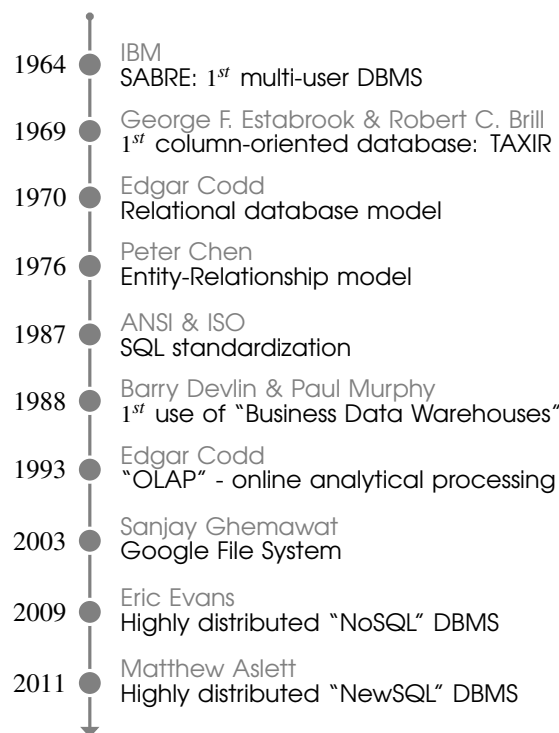 1964
IBM
SABRE: 1st multi-user DBMS
1969
George F. Estabrook & Robert C. Brill
1st column-oriented database: TAXIR
1970
Edgar Codd
Relational database model
1976
Peter Chen
Entity-Relationship model
1987
ANSI & ISO
SQL standardization
1988
Barry Devlin & Paul Murphy
1st use of “Business Data Warehouses”
1993
Edgar Codd
“OLAP” - online analytical processing
2003
Sanjay Ghemawat
Google File System
2009
Eric Evans
Highly distributed “NoSQL” DBMS
2011
Matthew Aslett
Highly distributed “NewSQL” DBMS